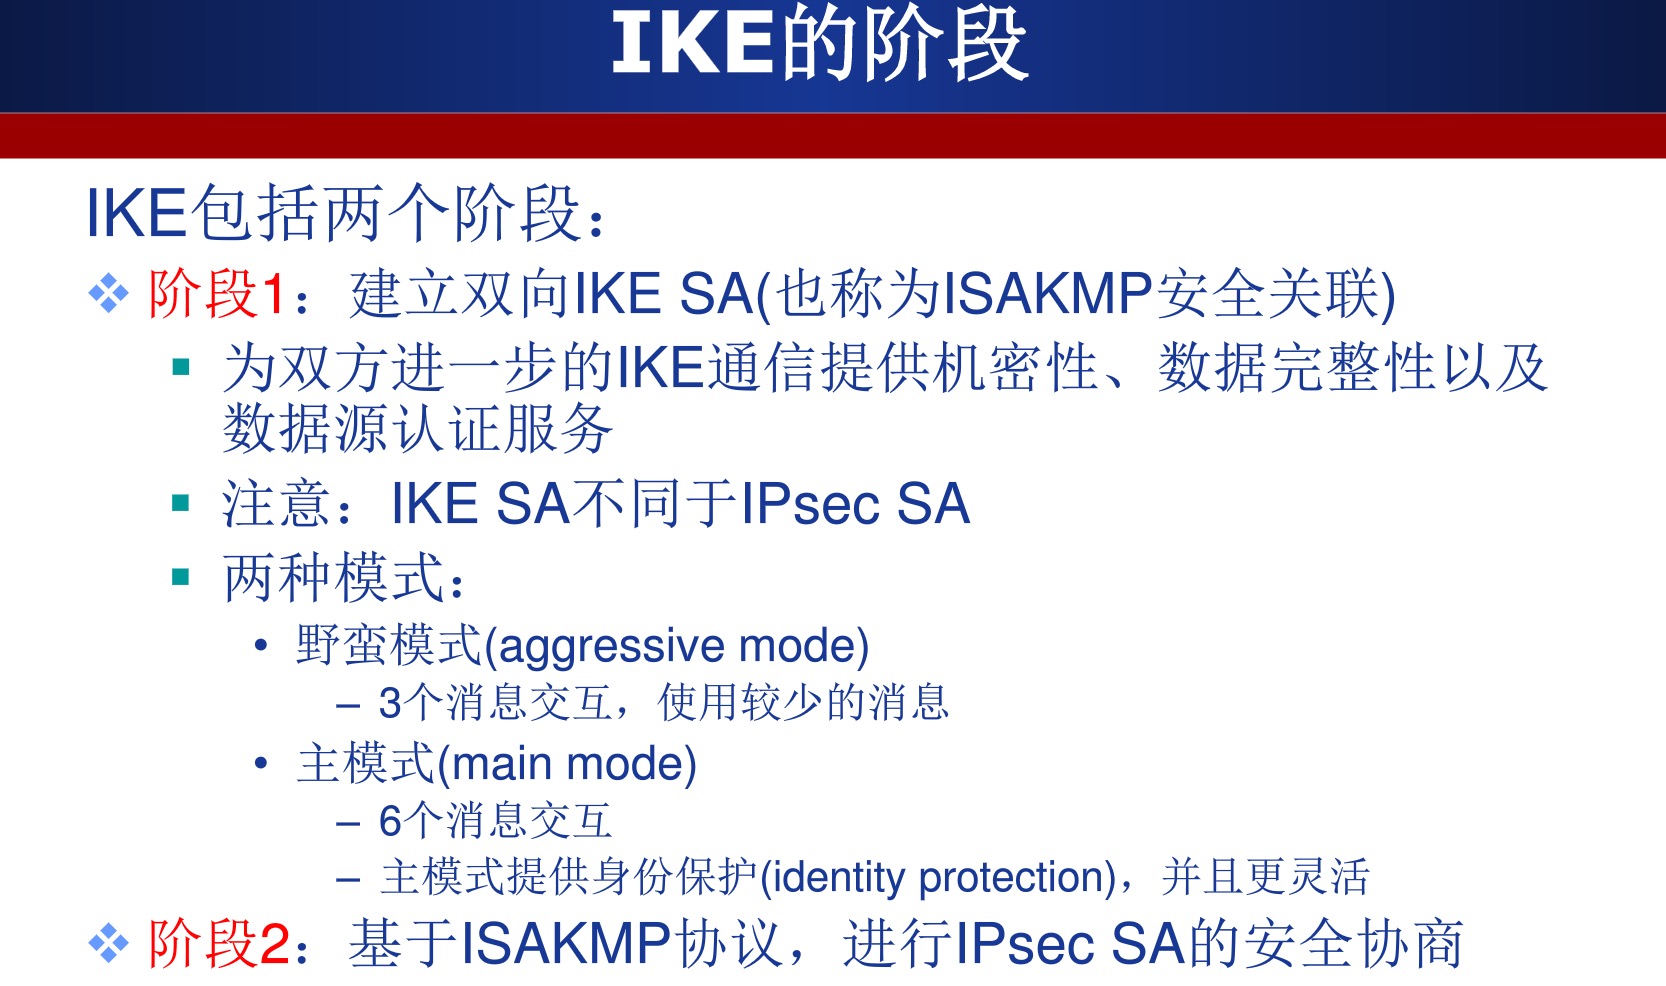 IKE的阶段
IKE包括两个阶段：
阶段1：建立双向IKE SA(也称为ISAKMP安全关联)
为双方进一步的IKE通信提供机密性、数据完整性以及
数据源认证服务
注意：IKE SA不同于IPsec SA
两种模式：
• 野蛮模式(aggressive mode)
– 3个消息交互，使用较少的消息
• 主模式(main mode)
– 6个消息交互
– 主模式提供身份保护(identity protection)，并且更灵活
阶段2：基于ISAKMP协议，进行IPsec SA的安全协商